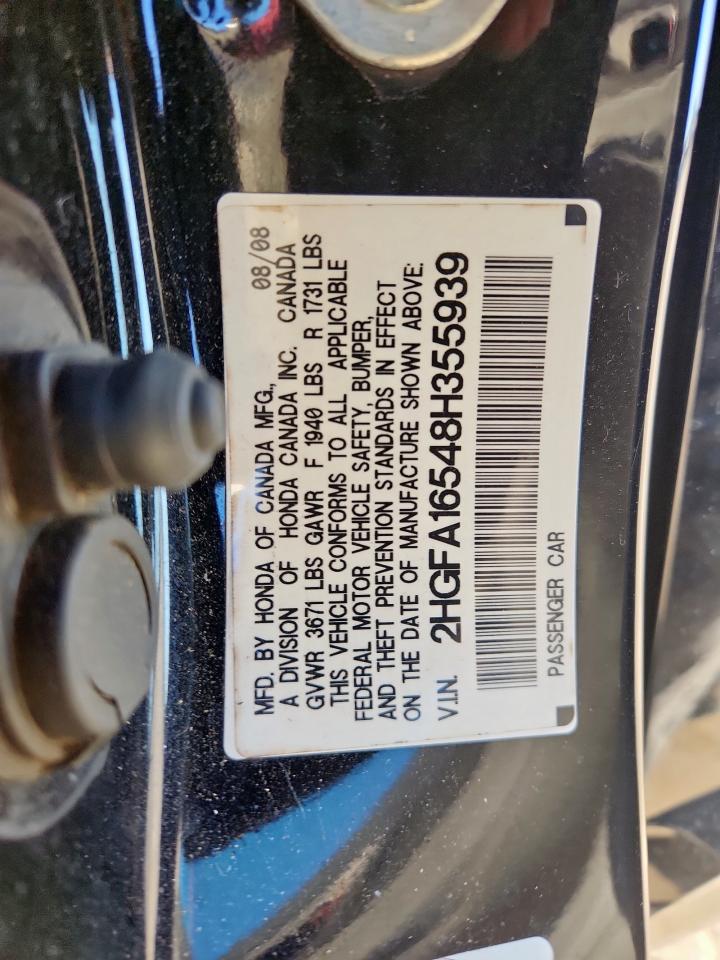 MFD. BY HONDA OF CANADA MFG., 08/08
A DIVISION OF HONDA CANADA INC. CANADA
GVWR 3671 LBS GAWR F 1940 LBS R 1731 LBS
THIS VEHICLE CONFORMS TO ALL APPLICABLE
FEDERAL MOTOR VEHICLE SAFETY, BUMPER,
AND THEFT PREVENTION STANDARDS IN EFFECT
ON THE DATE OF MANUFACTURE SHOWN ABOVE:
V.I.N. 2HGFA16548H355939
PASSENGER CAR